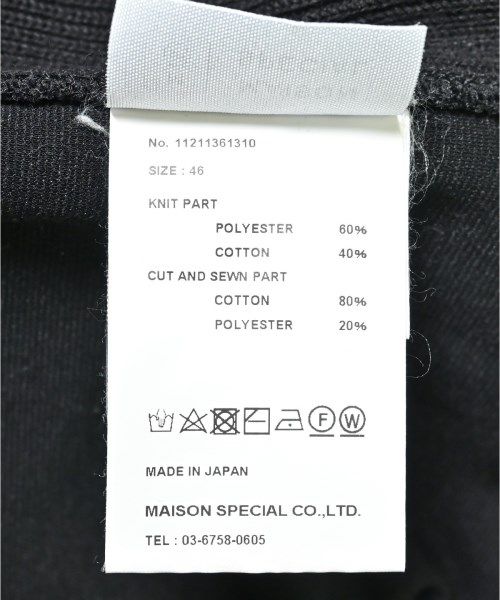 No. 11211361310
SIZE : 46
KNIT PART
POLYESTER 60%
COTTON 40%
CUT AND SEWN PART
COTTON 80%
POLYESTER 20%
F W
MADE IN JAPAN
MAISON SPECIAL CO.,LTD.
TEL : 03-6758-0605